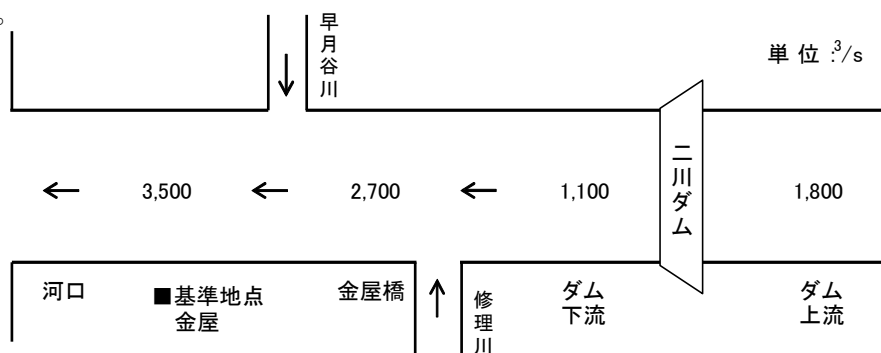 。
早月谷川
単位:³/s
二川ダム
3,500
2,700
1,100
1,800
河口
■基準地点
金屋
金屋橋
修理川
ダム
下流
ダム
上流